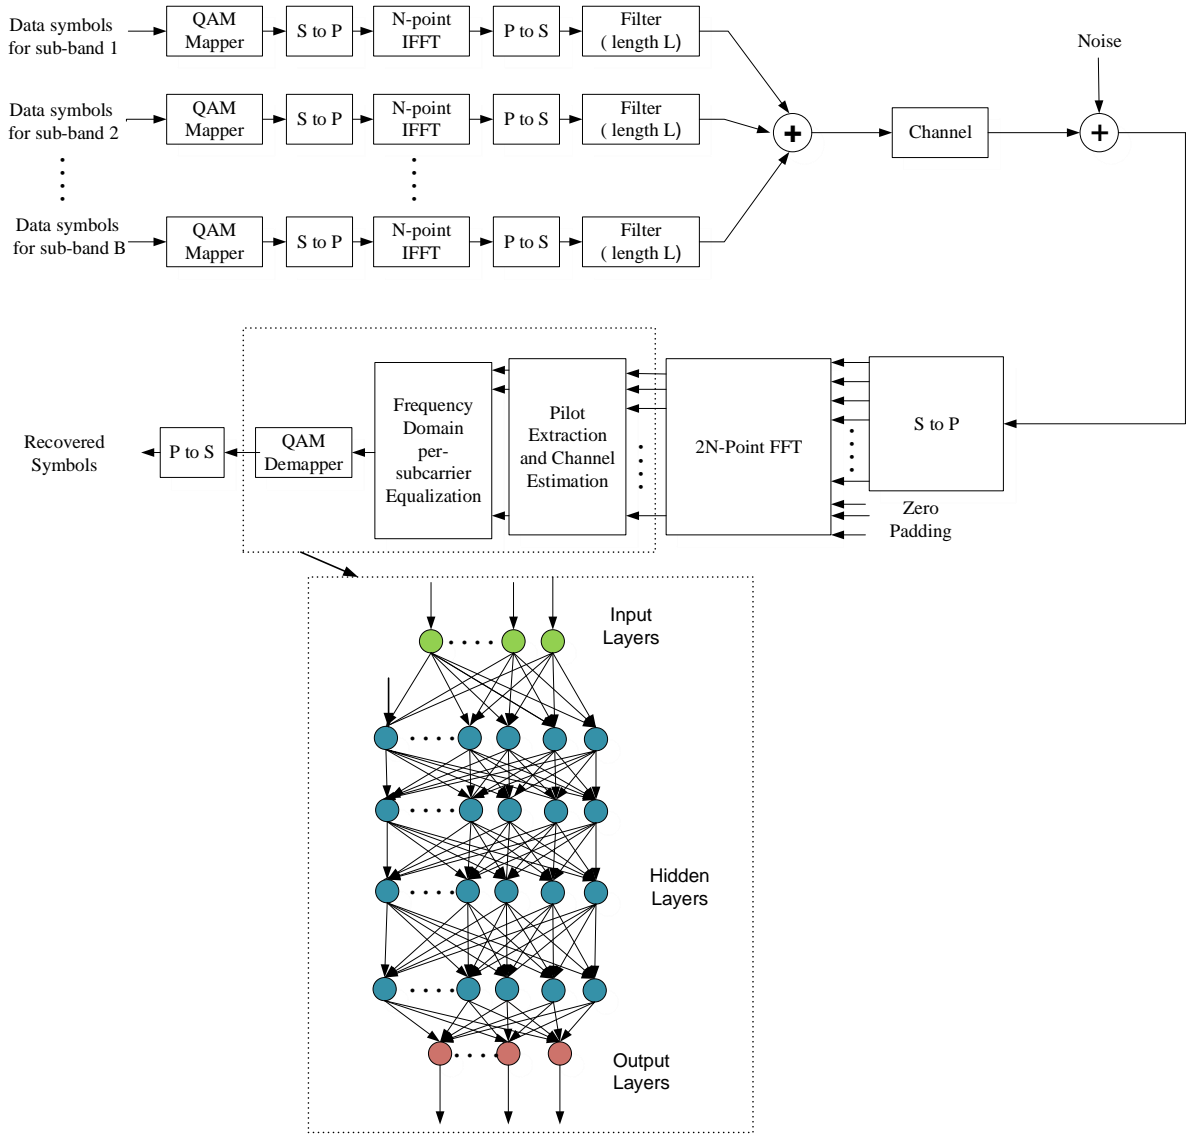 Data symbols
for sub-band 1
QAM
Mapper
S to P
N-point
IFFT
P to S
Filter
( length L)
Noise
Data symbols
for sub-band 2
QAM
Mapper
S to P
N-point
IFFT
P to S
Filter
( length L)
+
Channel
+
Data symbols
for sub-band B
QAM
Mapper
S to P
N-point
IFFT
P to S
Filter
( length L)
Recovered
Symbols
P to S
QAM
Demapper
Frequency
Domain
per-
subcarrier
Equalization
Pilot
Extraction
and Channel
Estimation
2N-Point FFT
S to P
Zero
Padding
Input
Layers
Hidden
Layers
Output
Layers